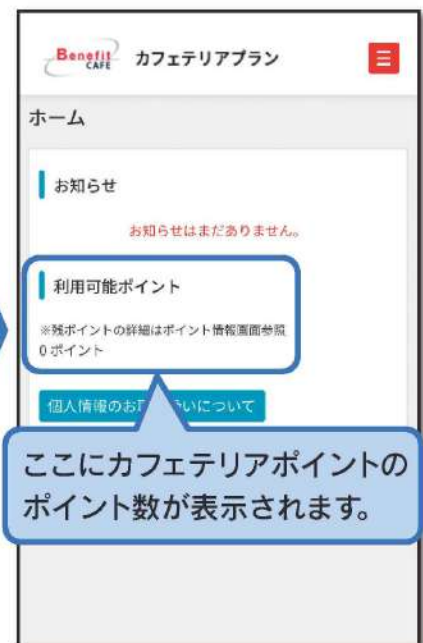 Benefit
CAFE
カフェテリアプラン
ホーム
お知らせ
お知らせはまだありません。
利用可能ポイント
※残ポイントの詳細はポイント情報画面参照
0 ポイント
個人情報のお いについて
ここにカフェテリアポイントの
ポイント数が表示されます。